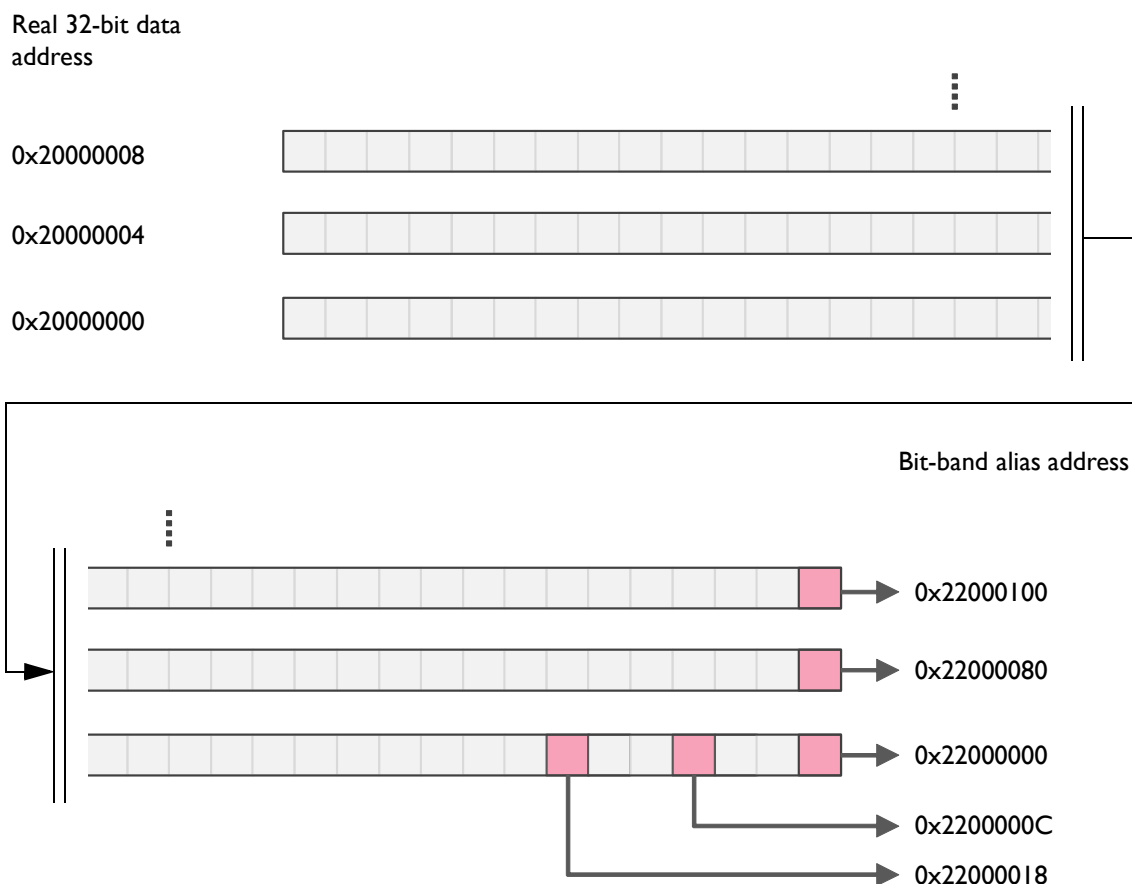 Real 32-bit data
address
0x20000008
0x20000004
0x20000000
Bit-band alias address
0x22000100
0x22000080
0x22000000
0x2200000C
0x22000018